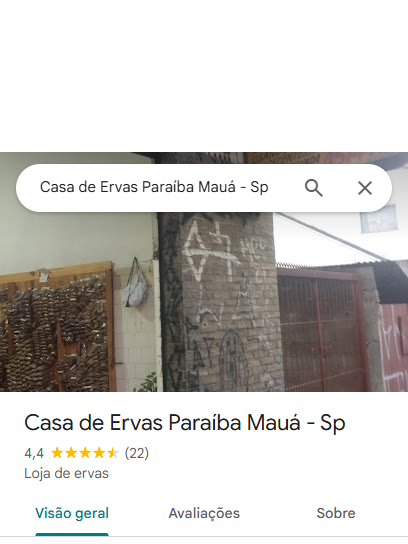 Casa de Ervas Paraíba Mauá - Sp
Casa de Ervas Paraíba Mauá - Sp
4,4 (22)
Loja de ervas
Visão geral Avaliações Sobre